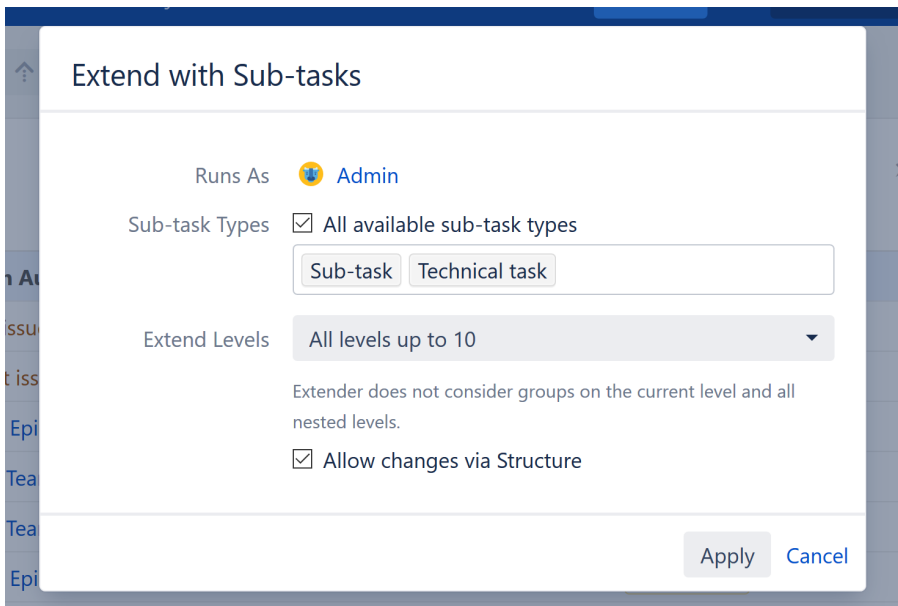 Extend with Sub-tasks
Runs As Admin
Sub-task Types All available sub-task types
Sub-task Technical task
Extend Levels All levels up to 10
Extender does not consider groups on the current level and all
nested levels.
Allow changes via Structure
Apply Cancel
Epi
Epi